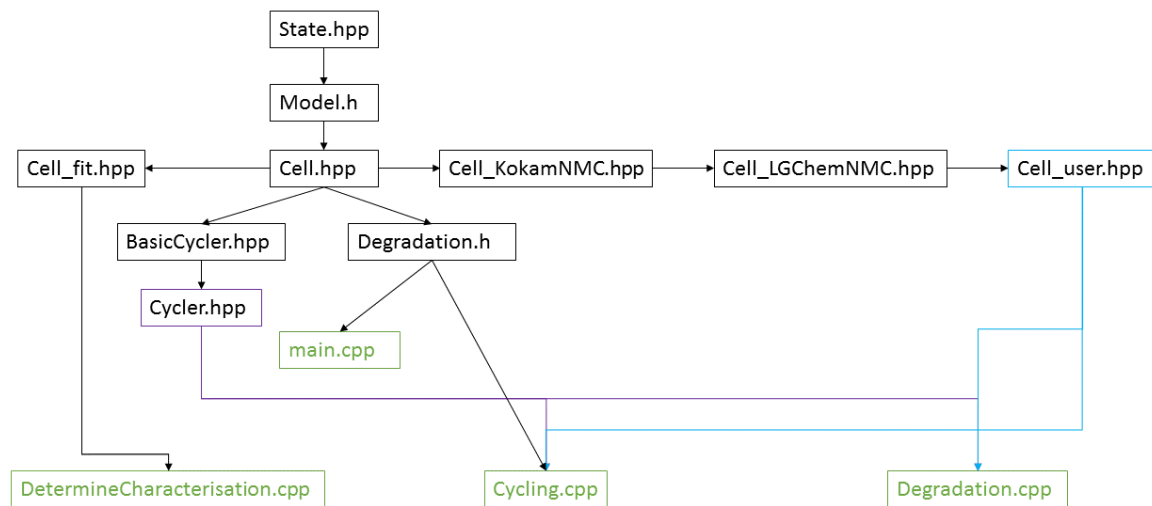 State.hpp
Model.h
Cell_fit.hpp
Cell.hpp
Cell_KokamNMC.hpp
Cell_LGChemNMC.hpp
Cell_user.hpp
BasicCycler.hpp
Degradation.h
Cycler.hpp
main.cpp
DetermineCharacterisation.cpp
Cycling.cpp
Degradation.cpp